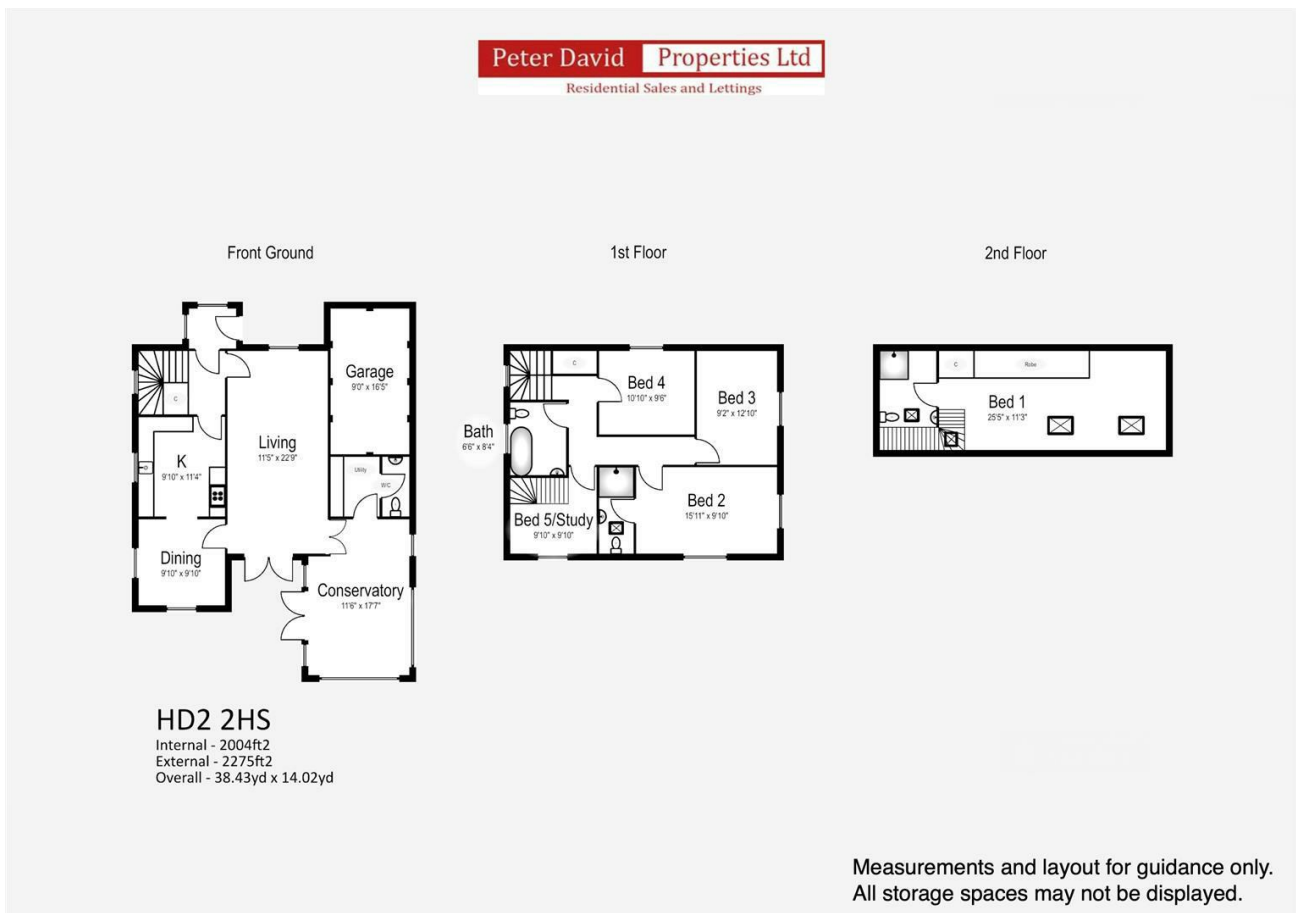 Peter David Properties Ltd
Residential Sales and Lettings
Front Ground
1st Floor
2nd Floor
Garage
9'0" x 16'5"
C
Living
11'5" x 22'9"
K
9'10" x 11'4"
Utility
W/C
Dining
9'10" x 9'10"
Conservatory
11'6" x 17'7"
C
Bed 4
10'10" x 9'6"
Bed 3
9'2" x 12'10"
Bath
6'6" x 8'4"
Bed 2
15'11" x 9'10"
Bed 5/Study
9'10" x 9'10"
C
Robe
Bed 1
25'5" x 11'3"
HD2 2HS
Internal - 2004ft2
External - 2275ft2
Overall - 38.43yd x 14.02yd
Measurements and layout for guidance only.
All storage spaces may not be displayed.